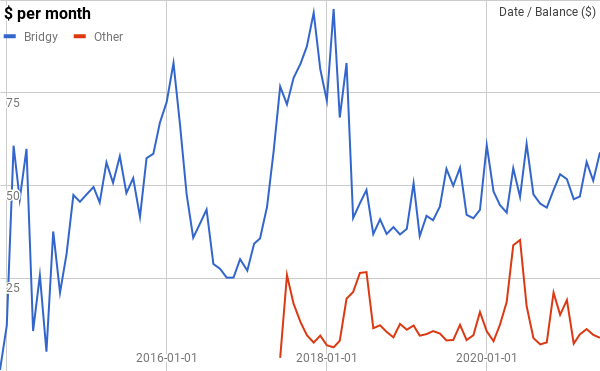 $ per month
Date / Balance ($)
Bridgy
Other
75
50
25
2016-01-01
2018-01-01
2020-01-01